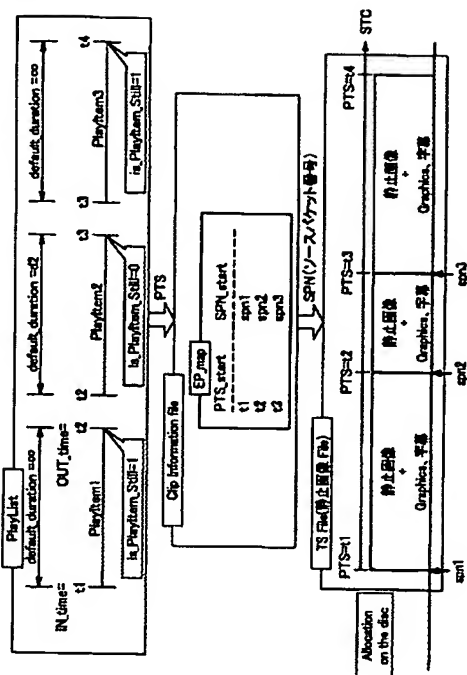 PlayList
default_duration =∞
default_duration =d2
default_duration =∞
IN_time=
OUT_time=
t1
t2
t2
t3
t3
t4
PlayItem1
PlayItem2
PlayItem3
is_PlayItem_Still=1
is_PlayItem_Still=0
is_PlayItem_Still=1
PTS
Clip Information file
EP_map
PTS_start
SPN_start
t1
spn1
t2
spn2
t3
spn3
SPN(ソースパケット番号)
TS File(静止画像 File)
PTS=t1
PTS=t2
PTS=t3
PTS=t4
STC
静止画像
+
Graphics、字幕
静止画像
+
Graphics、字幕
静止画像
+
Graphics、字幕
Allocation
on the disc
spn1
spn2
spn3